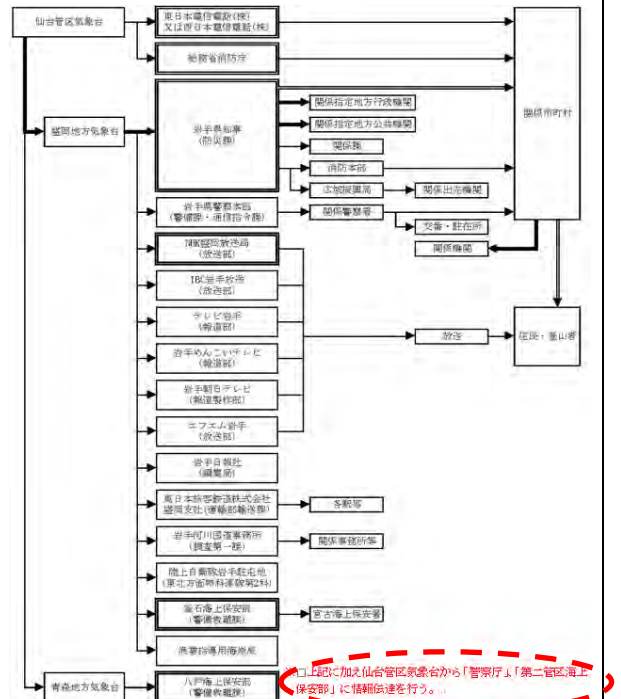 仙台管区気象台
東日本電信電話(株)
又は西日本電信電話(株)
総務省消防庁
盛岡地方気象台
岩手県知事
(防災課)
関係市町村
関係指定地方行政機関
関係指定地方公共機関
関係課
消防本部
広域振興局
関係出先機関
岩手県警察本部
(警備課・通信指令課)
関係警察署
交番・駐在所
関係機関
NHK盛岡放送局
(放送部)
IBC岩手放送
(放送部)
テレビ岩手
(報道部)
放送
住民・登山者
岩手めんこいテレビ
(報道部)
岩手朝日テレビ
(報道製作部)
エフエム岩手
(放送部)
岩手日報社
(編集局)
東日本旅客鉄道株式会社
盛岡支社(運輸部輸送課)
各駅等
岩手河川国道事務所
(調査第一課)
関係事務所等
陸上自衛隊岩手駐屯地
(東北方面特科連隊第2科)
釜石海上保安部
(警備救難課)
宮古海上保安署
漁業指導用海岸局
青森地方気象台
八戸海上保安部
(警備救難課)
上記に加え仙台管区気象台から「警察庁」、「第二管区海上
保安部」に情報伝達を行う。